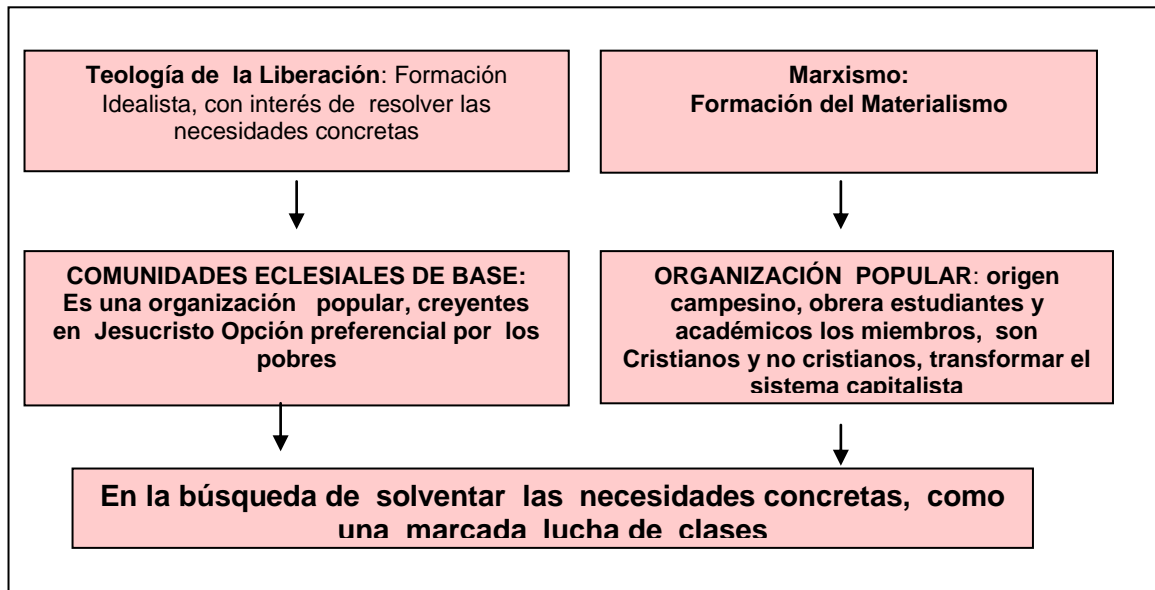 Teología de la Liberación: Formación
Idealista, con interés de resolver las
necesidades concretas
Marxismo:
Formación del Materialismo
COMUNIDADES ECLESIALES DE BASE:
Es una organización popular, creyentes
en Jesucristo Opción preferencial por los
pobres
ORGANIZACIÓN POPULAR: origen
campesino, obrera estudiantes y
académicos los miembros, son
Cristianos y no cristianos, transformar el
sistema capitalista
En la búsqueda de solventar las necesidades concretas, como
una marcada lucha de clases